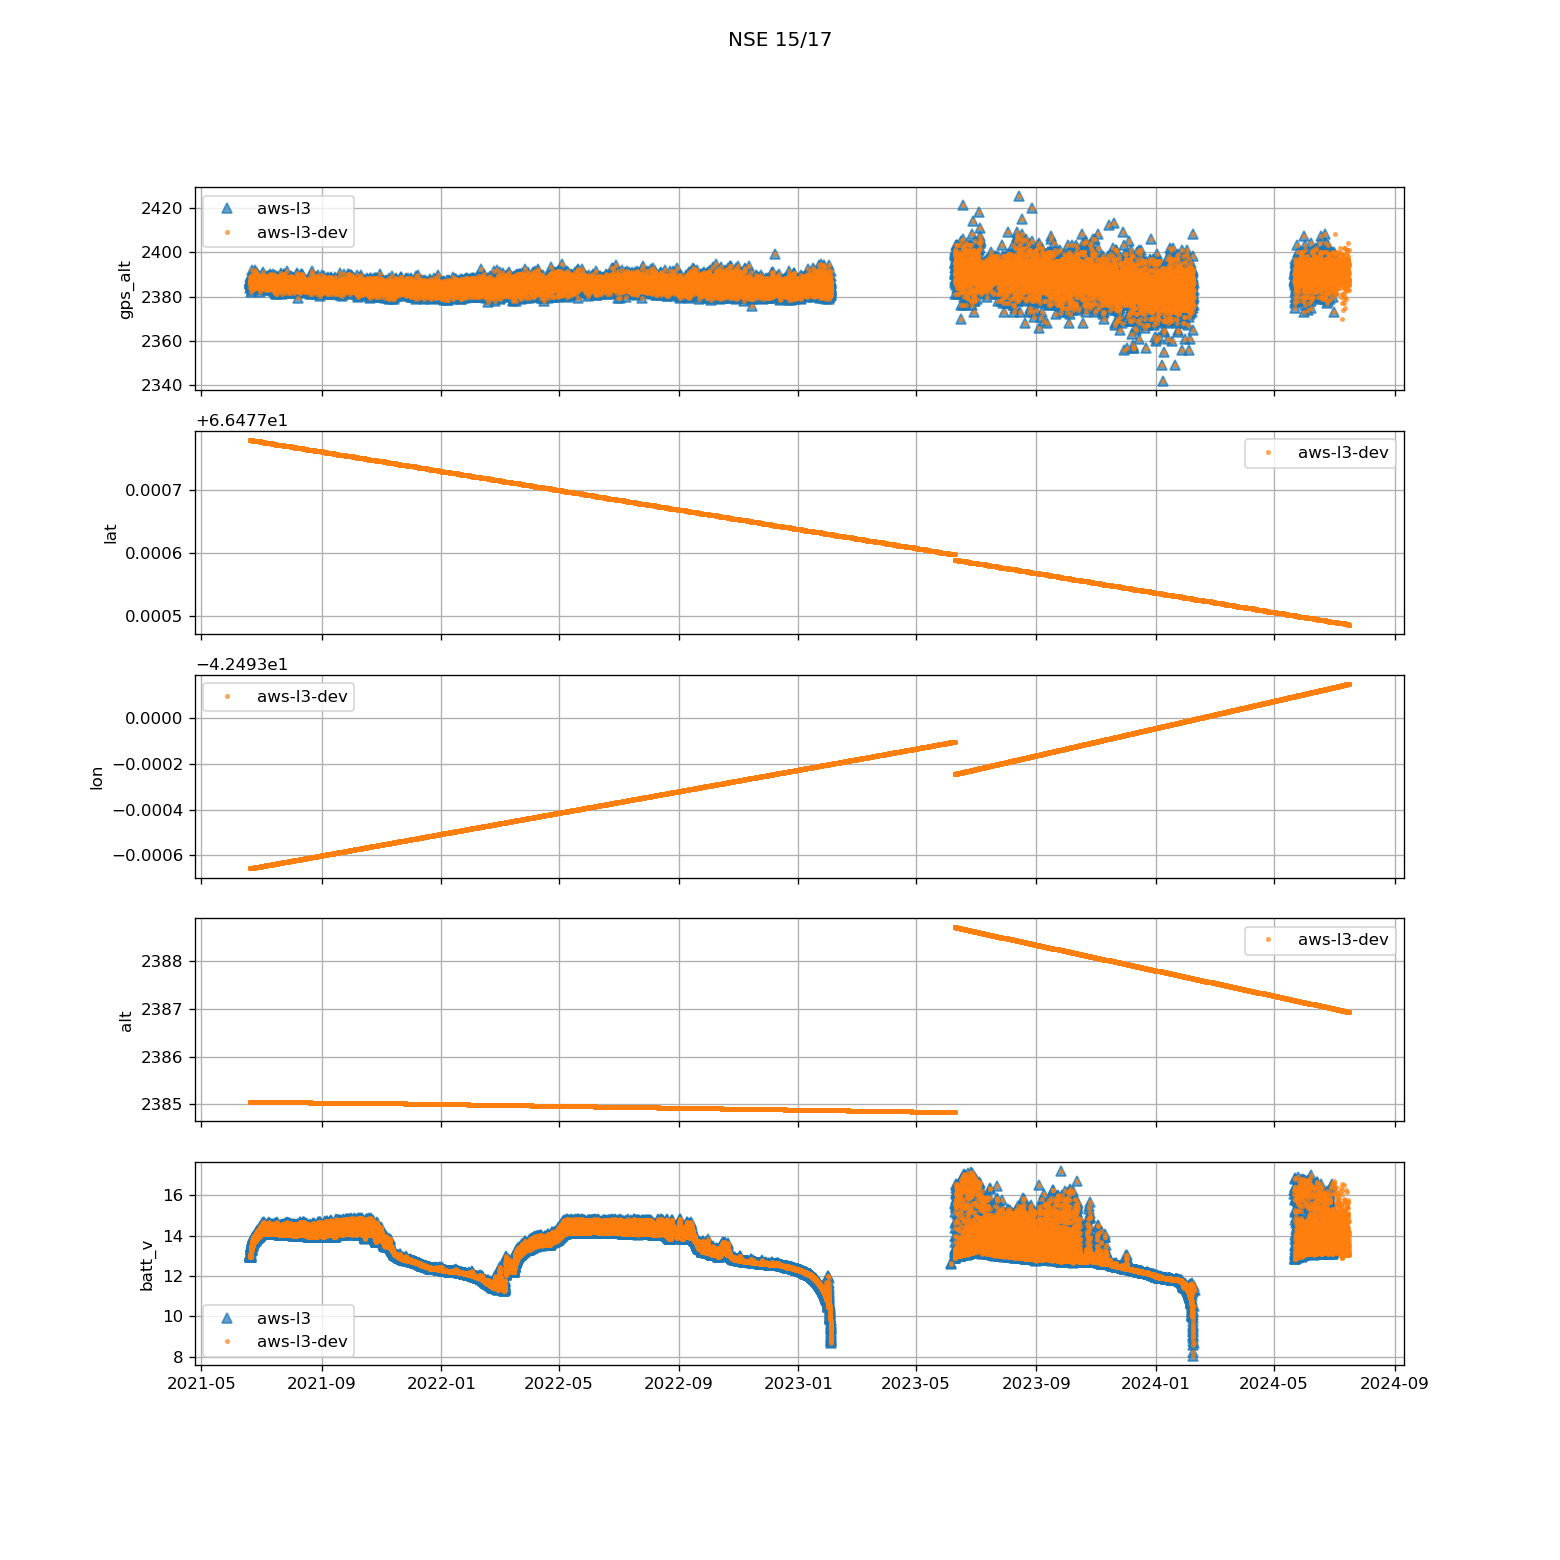 NSE 15/17
aws-l3
aws-l3-dev
gps_alt
2420
2400
2380
2360
2340
+6.6477e1
aws-l3-dev
lat
0.0007
0.0006
0.0005
−4.2493e1
aws-l3-dev
lon
0.0000
−0.0002
−0.0004
−0.0006
aws-l3-dev
alt
2388
2387
2386
2385
batt_v
16
14
12
10
8
aws-l3
aws-l3-dev
2021-05 2021-09 2022-01 2022-05 2022-09 2023-01 2023-05 2023-09 2024-01 2024-05 2024-09